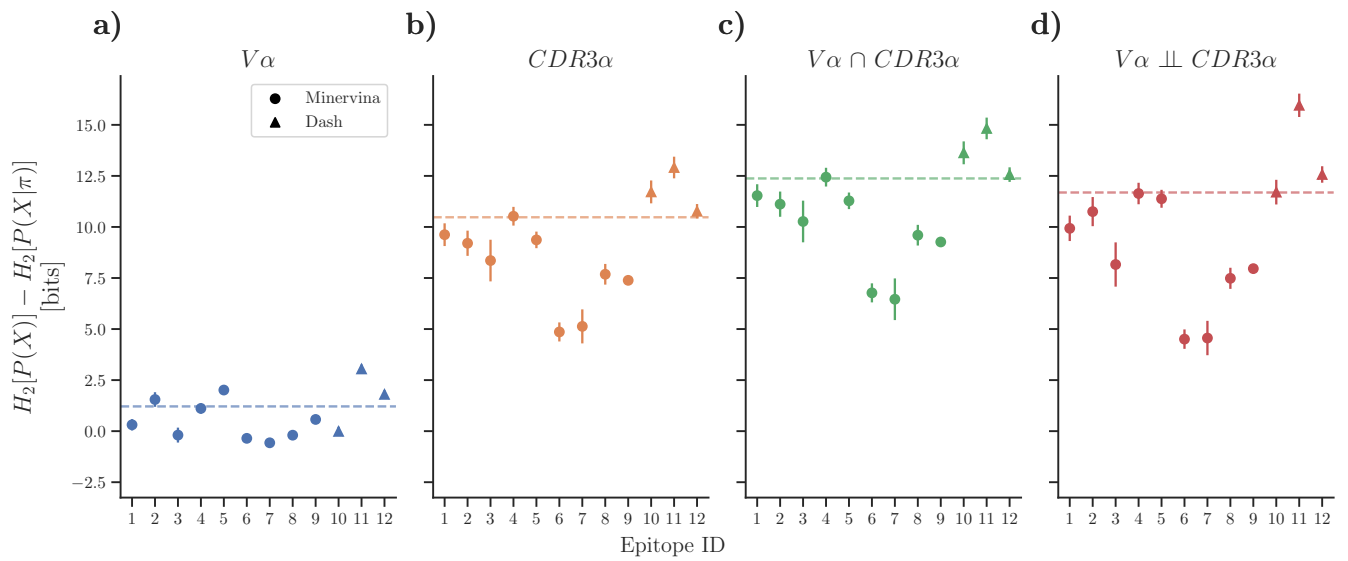 a)
b)
c)
d)
Vα
CDR3α
Vα ∩ CDR3α
Vα ⫫ CDR3α
Minervina
Dash
H₂[P(X)] − H₂[P(X|π)]
[bits]
15.0
12.5
10.0
7.5
5.0
2.5
0.0
−2.5
1 2 3 4 5 6 7 8 9 10 11 12
1 2 3 4 5 6 7 8 9 10 11 12
1 2 3 4 5 6 7 8 9 10 11 12
1 2 3 4 5 6 7 8 9 10 11 12
Epitope ID